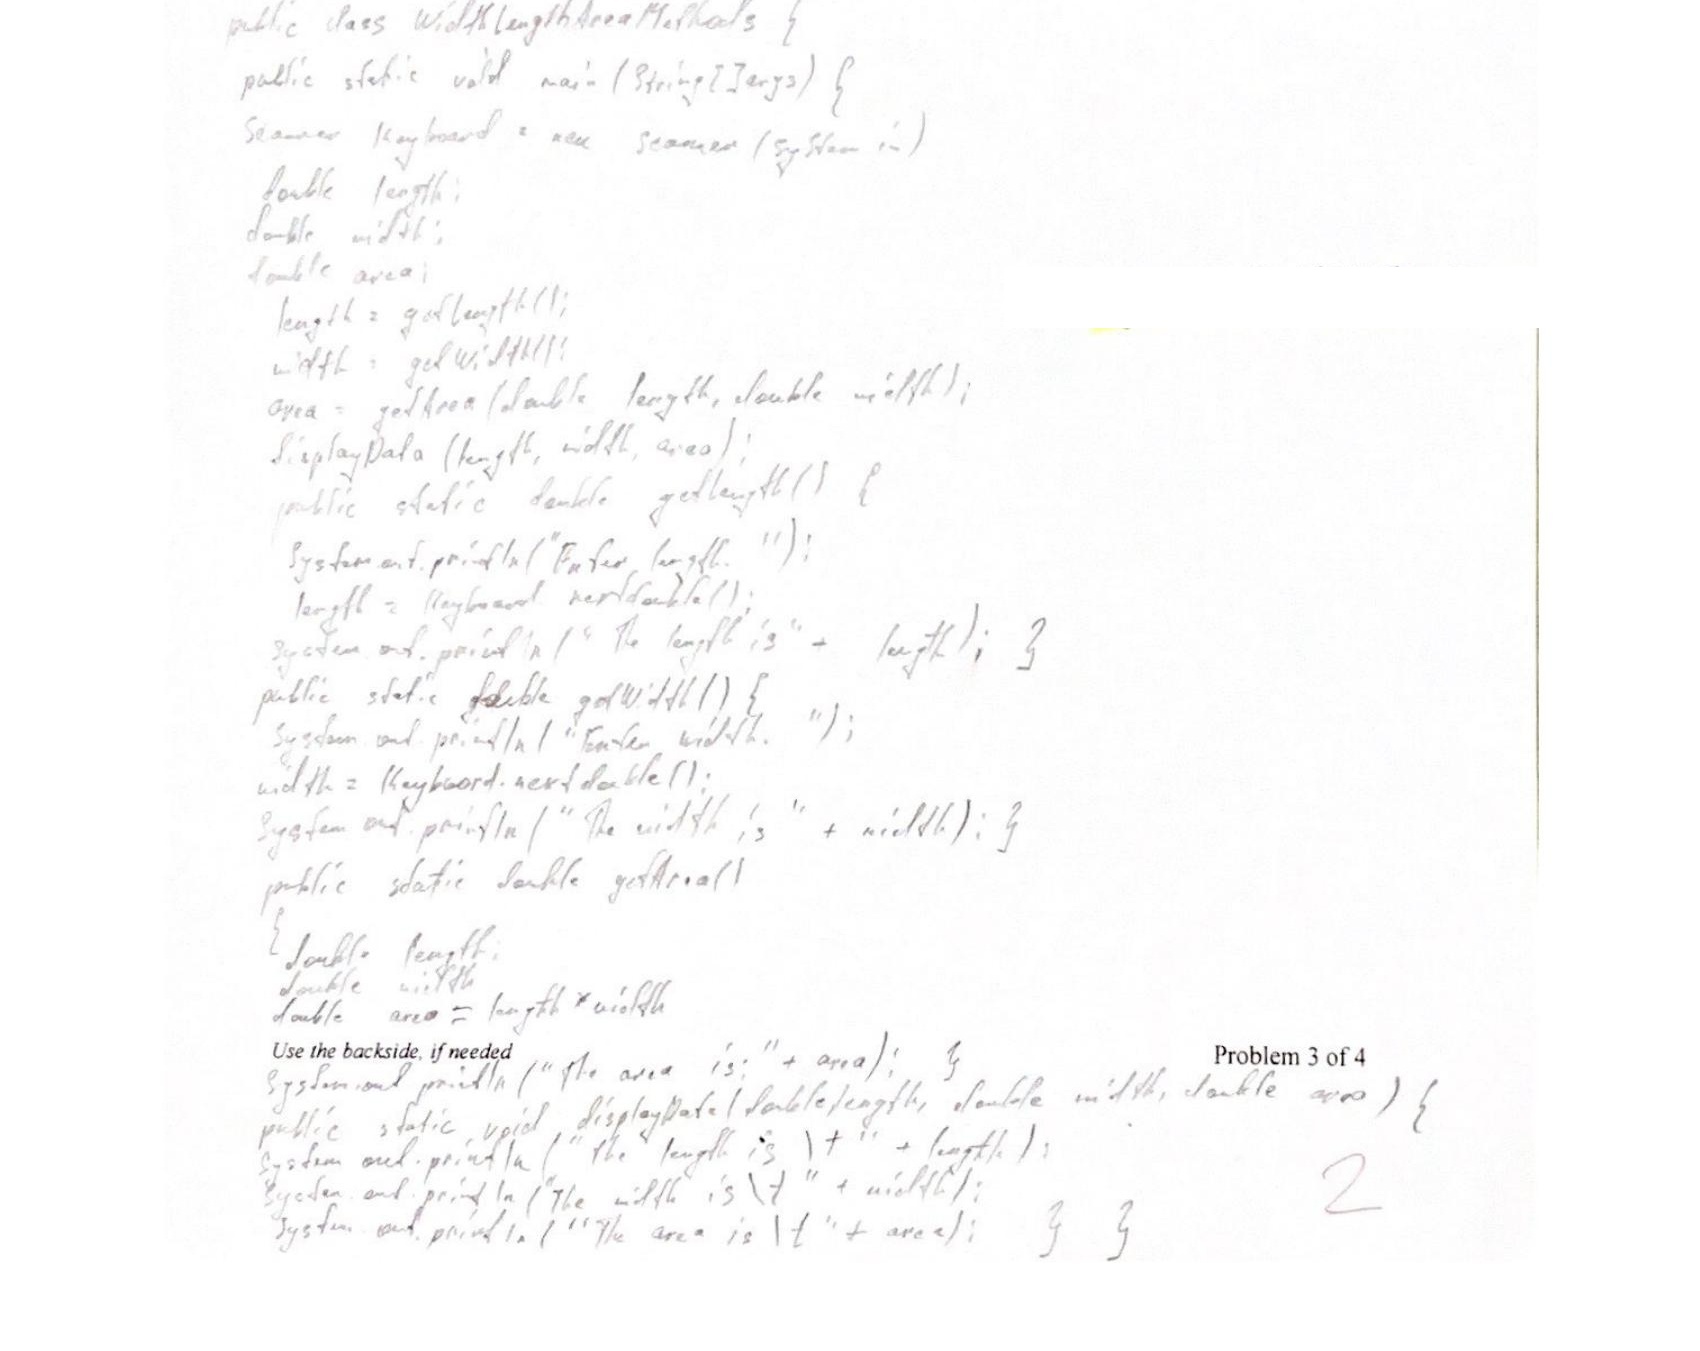 public class WidthLengthAreaMethods {
public static void main (String[] args) {
Scanner Keyboard = new Scanner (System in)
double length;
double width;
double area;
length = getLength();
width = getWidth();
area = getArea (double length, double width);
displayData (length, width, area);
public static double getLength() {
System.out.println("Enter length. ");
length = Keyboard nextdouble();
System.out.println (" The length is" + length); }
public static double getWidth() {
System.out.println ("Enter width. ");
width = Keyboard.nextdouble();
System out.println (" The width is " + width); }
public static double getArea()
{
double length;
double width
double area = length * width
Use the backside, if needed
Problem 3 of 4
System.out println ("The area is: " + area); }
public static void displayData (double length, double width, double area) {
System out.println ("The length is \t " + length);
System.out.println ("The width is \t " + width);
System.out.println ("The area is \t " + area); } }
2